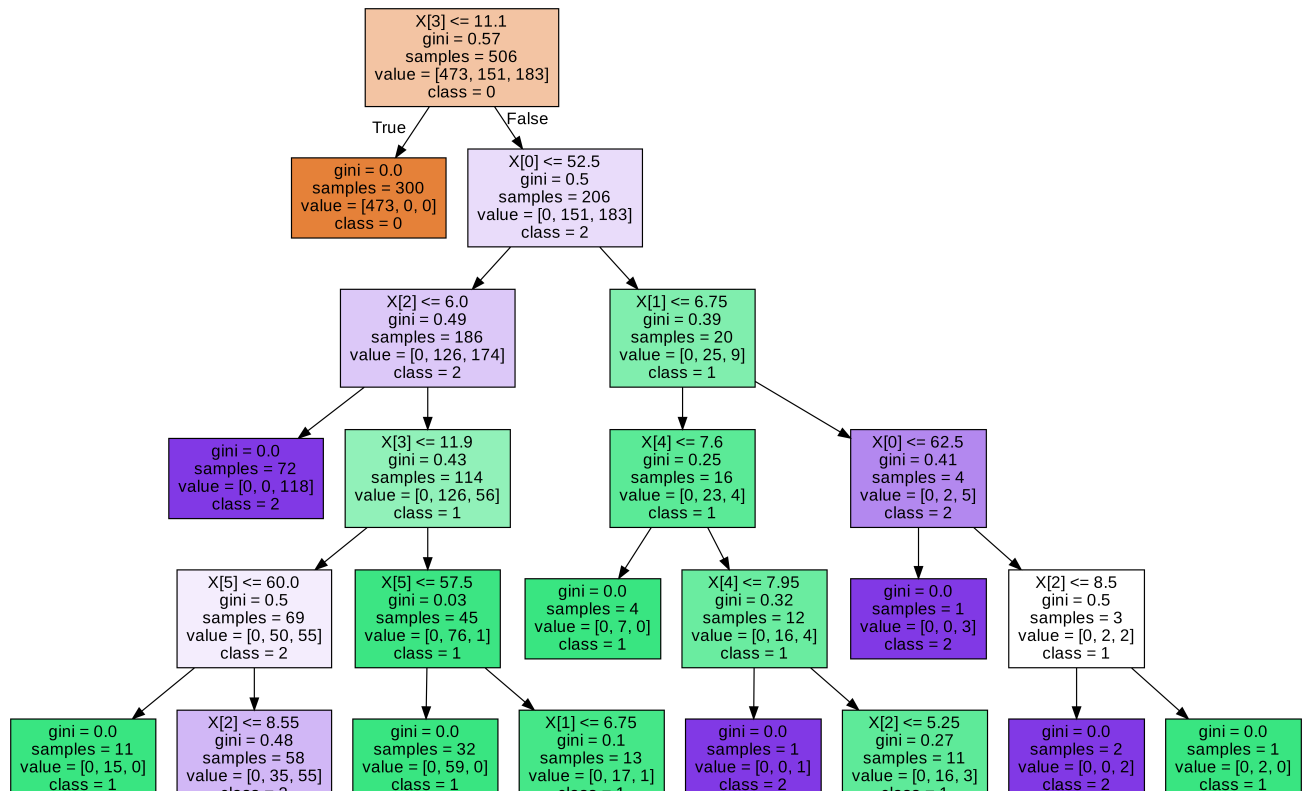 X[3] <= 11.1
gini = 0.57
samples = 506
value = [473, 151, 183]
class = 0
True
False
gini = 0.0
samples = 300
value = [473, 0, 0]
class = 0
X[0] <= 52.5
gini = 0.5
samples = 206
value = [0, 151, 183]
class = 2
X[2] <= 6.0
gini = 0.49
samples = 186
value = [0, 126, 174]
class = 2
X[1] <= 6.75
gini = 0.39
samples = 20
value = [0, 25, 9]
class = 1
gini = 0.0
samples = 72
value = [0, 0, 118]
class = 2
X[3] <= 11.9
gini = 0.43
samples = 114
value = [0, 126, 56]
class = 1
X[4] <= 7.6
gini = 0.25
samples = 16
value = [0, 23, 4]
class = 1
X[0] <= 62.5
gini = 0.41
samples = 4
value = [0, 2, 5]
class = 2
X[5] <= 60.0
gini = 0.5
samples = 69
value = [0, 50, 55]
class = 2
X[5] <= 57.5
gini = 0.03
samples = 45
value = [0, 76, 1]
class = 1
gini = 0.0
samples = 4
value = [0, 7, 0]
class = 1
X[4] <= 7.95
gini = 0.32
samples = 12
value = [0, 16, 4]
class = 1
gini = 0.0
samples = 1
value = [0, 0, 3]
class = 2
X[2] <= 8.5
gini = 0.5
samples = 3
value = [0, 2, 2]
class = 1
gini = 0.0
samples = 11
value = [0, 15, 0]
class = 1
X[2] <= 8.55
gini = 0.48
samples = 58
value = [0, 35, 55]
gini = 0.0
samples = 32
value = [0, 59, 0]
class = 1
X[1] <= 6.75
gini = 0.1
samples = 13
value = [0, 17, 1]
gini = 0.0
samples = 1
value = [0, 0, 1]
class = 2
X[2] <= 5.25
gini = 0.27
samples = 11
value = [0, 16, 3]
gini = 0.0
samples = 2
value = [0, 0, 2]
class = 2
gini = 0.0
samples = 1
value = [0, 2, 0]
class = 1